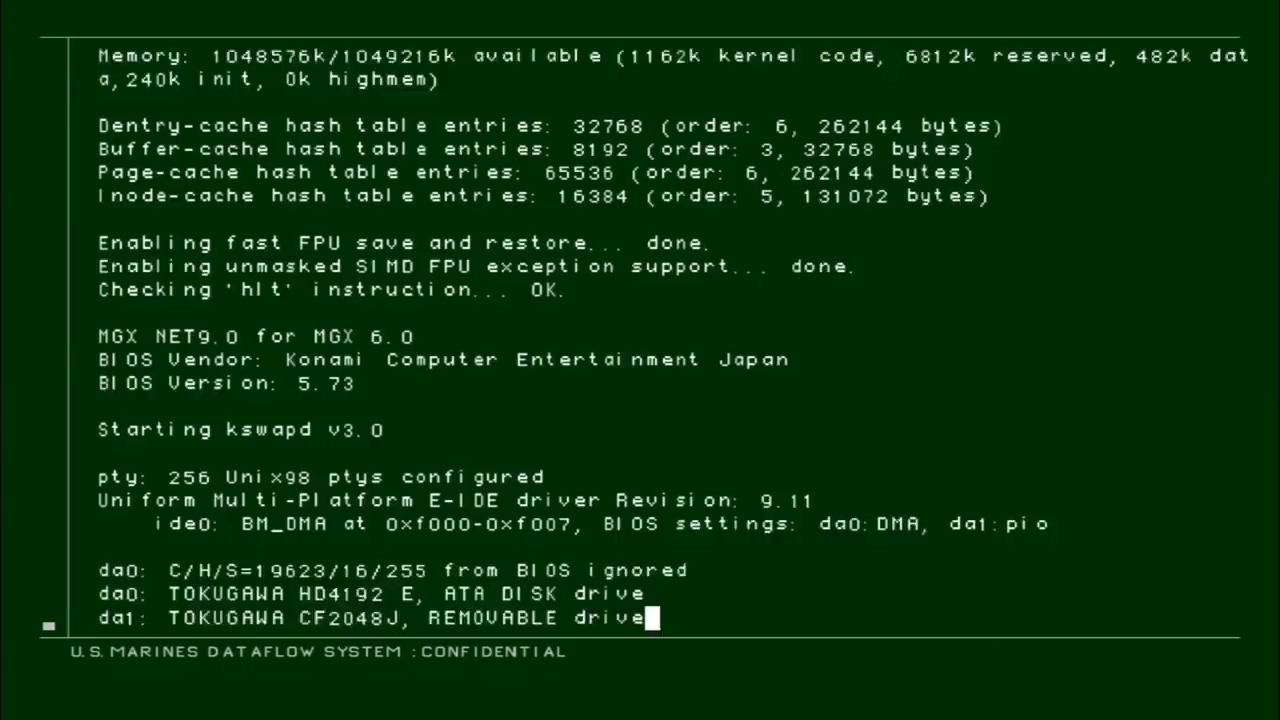 Memory: 1048576k/1049216k available (1162k kernel code, 6812k reserved, 482k dat
a,240k init, 0k highmem)
Dentry-cache hash table entries: 32768 (order: 6, 262144 bytes)
Buffer-cache hash table entries: 8192 (order: 3, 32768 bytes)
Page-cache hash table entries: 65536 (order: 6, 262144 bytes)
Inode-cache hash table entries: 16384 (order: 5, 131072 bytes)
Enabling fast FPU save and restore... done.
Enabling unmasked SIMD FPU exception support... done.
Checking 'hlt' instruction... OK.
MGX NET9.0 for MGX 6.0
BIOS Vendor: Konami Computer Entertainment Japan
BIOS Version: 5.73
Starting kswapd v3.0
pty: 256 Unix98 ptys configured
Uniform Multi-Platform E-IDE driver Revision: 9.11
ide0: BM_DMA at 0xf000-0xf007, BIOS settings: da0:DMA, da1:pio
da0: C/H/S=19623/16/255 from BIOS ignored
da0: TOKUGAWA HD4192 E, ATA DISK drive
da1: TOKUGAWA CF2048J, REMOVABLE drive
U.S.MARINES DATAFLOW SYSTEM :CONFIDENTIAL